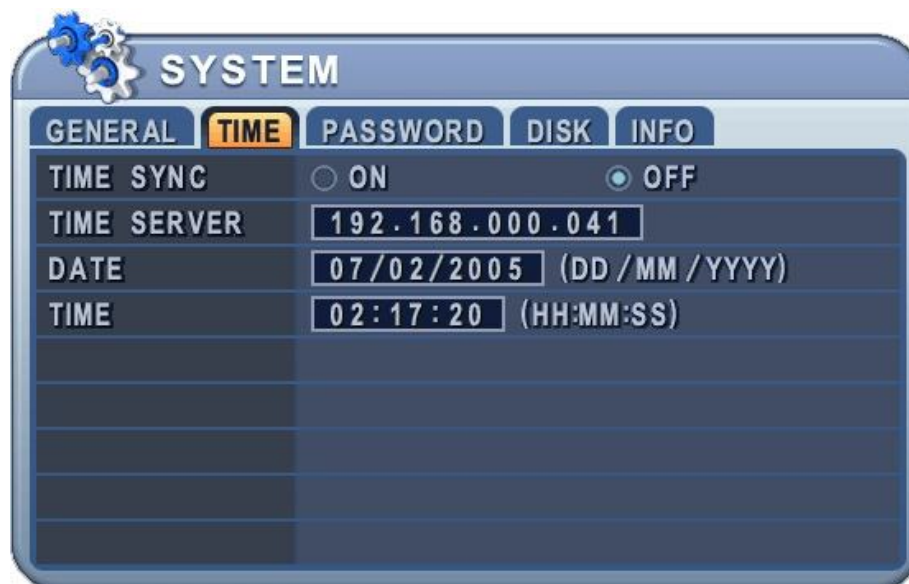 SYSTEM
GENERAL TIME PASSWORD DISK INFO
TIME SYNC ON OFF
TIME SERVER 192.168.000.041
DATE 07/02/2005 (DD/MM/YYYY)
TIME 02:17:20 (HH:MM:SS)